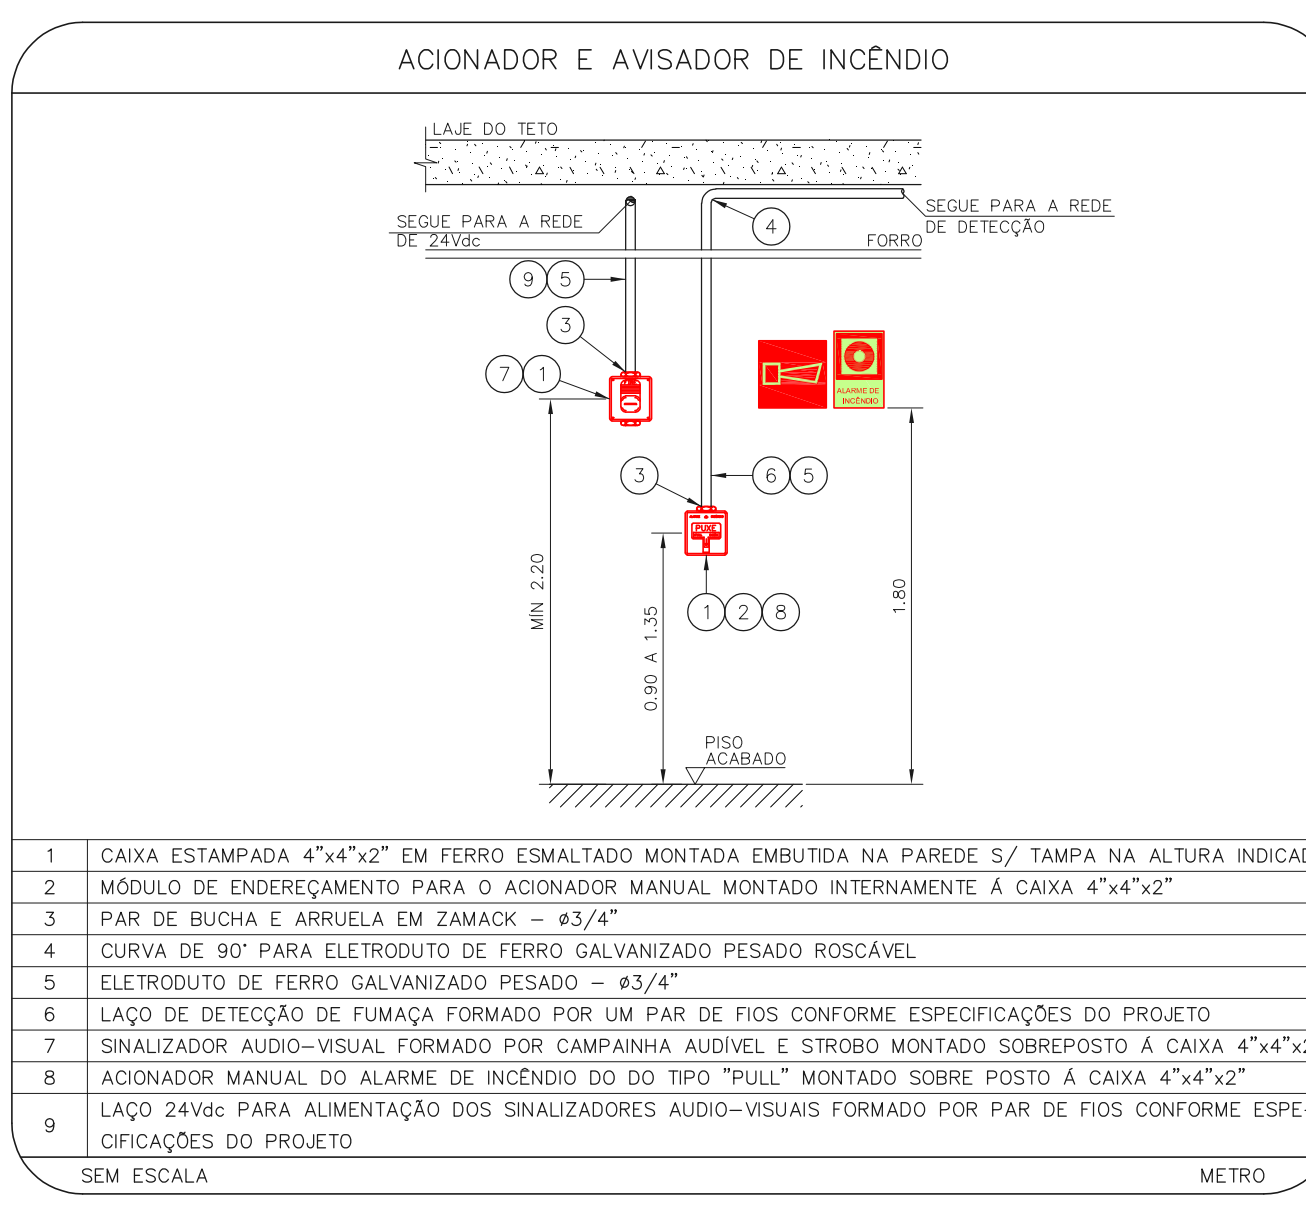 ACIONADOR E AVISADOR DE INCÊNDIO
LAJE DO TETO
SEGUE PARA A REDE
DE 24Vdc
SEGUE PARA A REDE
DE DETECÇÃO
4
FORRO
9 5
3
7 1
ALARME DE
INCÊNDIO
3
6 5
PUXE
MÍN 2.20
0.90 A 1.35
1.80
1 2 8
PISO
ACABADO
1 CAIXA ESTAMPADA 4"x4"x2" EM FERRO ESMALTADO MONTADA EMBUTIDA NA PAREDE S/ TAMPA NA ALTURA INDICAD
2 MÓDULO DE ENDEREÇAMENTO PARA O ACIONADOR MANUAL MONTADO INTERNAMENTE Á CAIXA 4"x4"x2"
3 PAR DE BUCHA E ARRUELA EM ZAMACK – ø3/4"
4 CURVA DE 90° PARA ELETRODUTO DE FERRO GALVANIZADO PESADO ROSCÁVEL
5 ELETRODUTO DE FERRO GALVANIZADO PESADO – ø3/4"
6 LAÇO DE DETECÇÃO DE FUMAÇA FORMADO POR UM PAR DE FIOS CONFORME ESPECIFICAÇÕES DO PROJETO
7 SINALIZADOR AUDIO–VISUAL FORMADO POR CAMPAINHA AUDÍVEL E STROBO MONTADO SOBREPOSTO Á CAIXA 4"x4"x2
8 ACIONADOR MANUAL DO ALARME DE INCÊNDIO DO DO TIPO "PULL" MONTADO SOBRE POSTO Á CAIXA 4"x4"x2"
9 LAÇO 24Vdc PARA ALIMENTAÇÃO DOS SINALIZADORES AUDIO–VISUAIS FORMADO POR PAR DE FIOS CONFORME ESPE-
CIFICAÇÕES DO PROJETO
SEM ESCALA
METRO